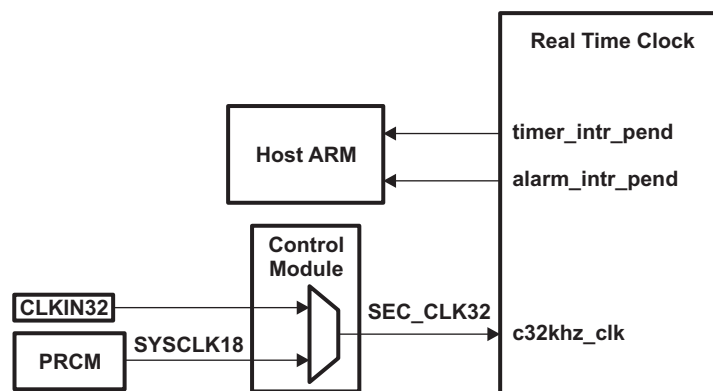 Real Time Clock
timer_intr_pend
Host ARM
alarm_intr_pend
Control
Module
CLKIN32
SEC_CLK32
c32khz_clk
SYSCLK18
PRCM